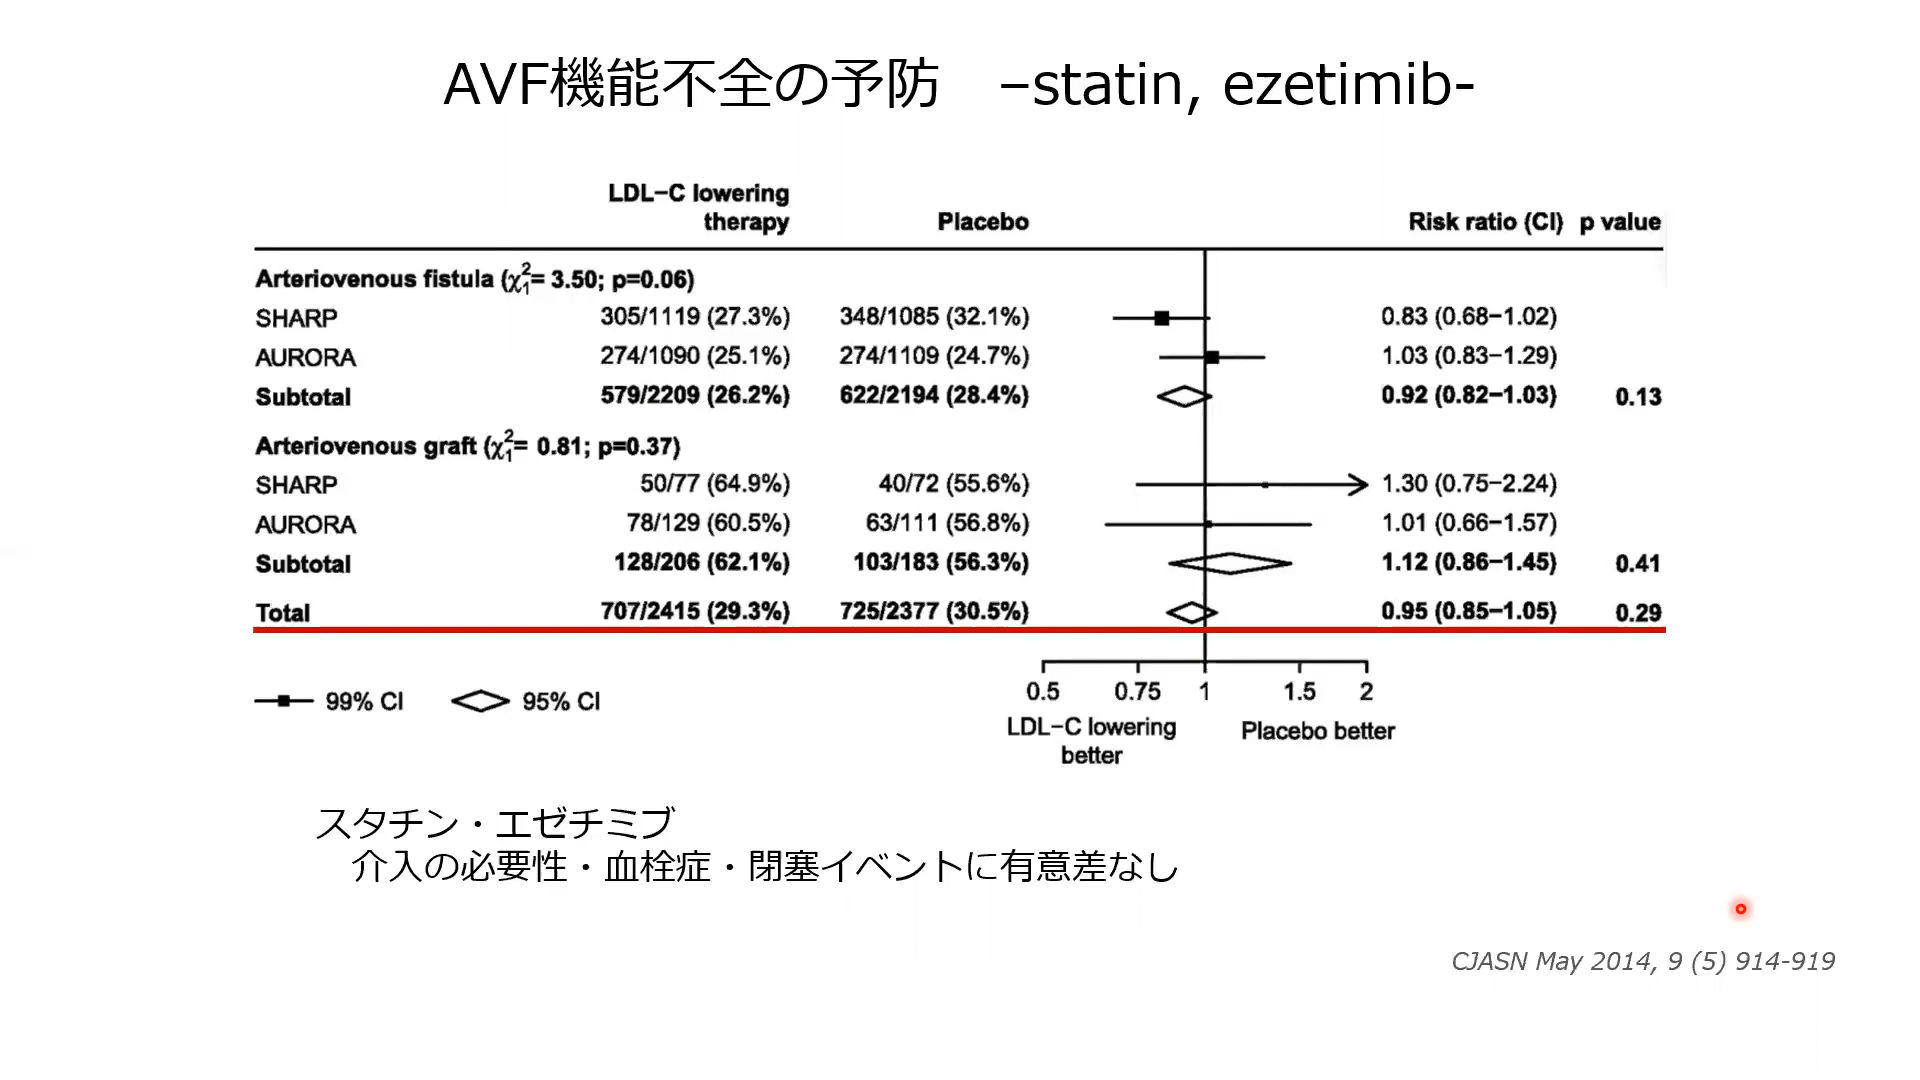 AVF機能不全の予防　–statin, ezetimib-
LDL−C lowering therapy Placebo Risk ratio (CI) p value
Arteriovenous fistula (χ²₁= 3.50; p=0.06)
SHARP 305/1119 (27.3%) 348/1085 (32.1%) 0.83 (0.68−1.02)
AURORA 274/1090 (25.1%) 274/1109 (24.7%) 1.03 (0.83−1.29)
Subtotal 579/2209 (26.2%) 622/2194 (28.4%) 0.92 (0.82−1.03) 0.13
Arteriovenous graft (χ²₁= 0.81; p=0.37)
SHARP 50/77 (64.9%) 40/72 (55.6%) 1.30 (0.75−2.24)
AURORA 78/129 (60.5%) 63/111 (56.8%) 1.01 (0.66−1.57)
Subtotal 128/206 (62.1%) 103/183 (56.3%) 1.12 (0.86−1.45) 0.41
Total 707/2415 (29.3%) 725/2377 (30.5%) 0.95 (0.85−1.05) 0.29
99% CI 95% CI
0.5 0.75 1 1.5 2
LDL−C lowering better Placebo better
スタチン・エゼチミブ
介入の必要性・血栓症・閉塞イベントに有意差なし
CJASN May 2014, 9 (5) 914-919